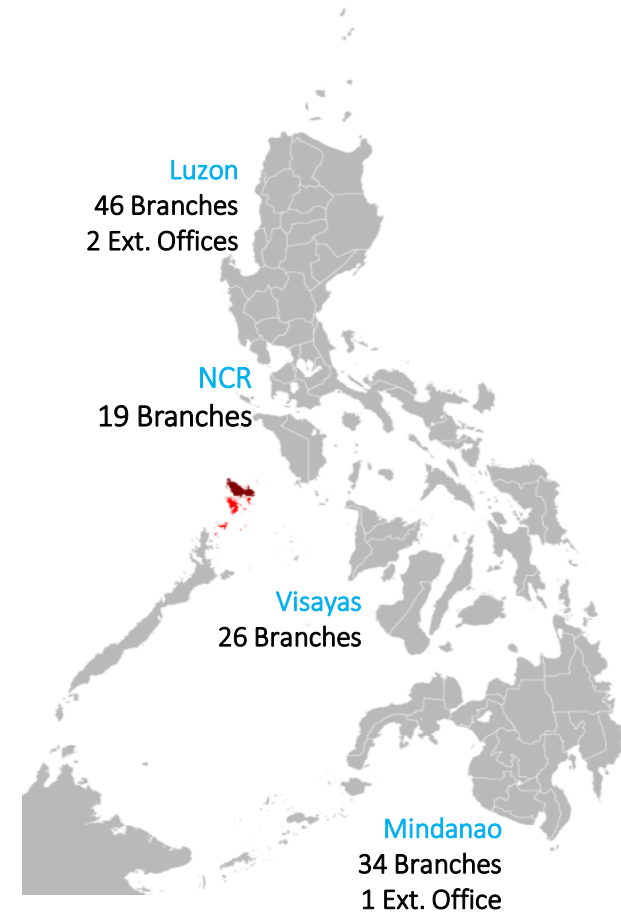 Luzon
46 Branches
2 Ext. Offices
NCR
19 Branches
Visayas
26 Branches
Mindanao
34 Branches
1 Ext. Office